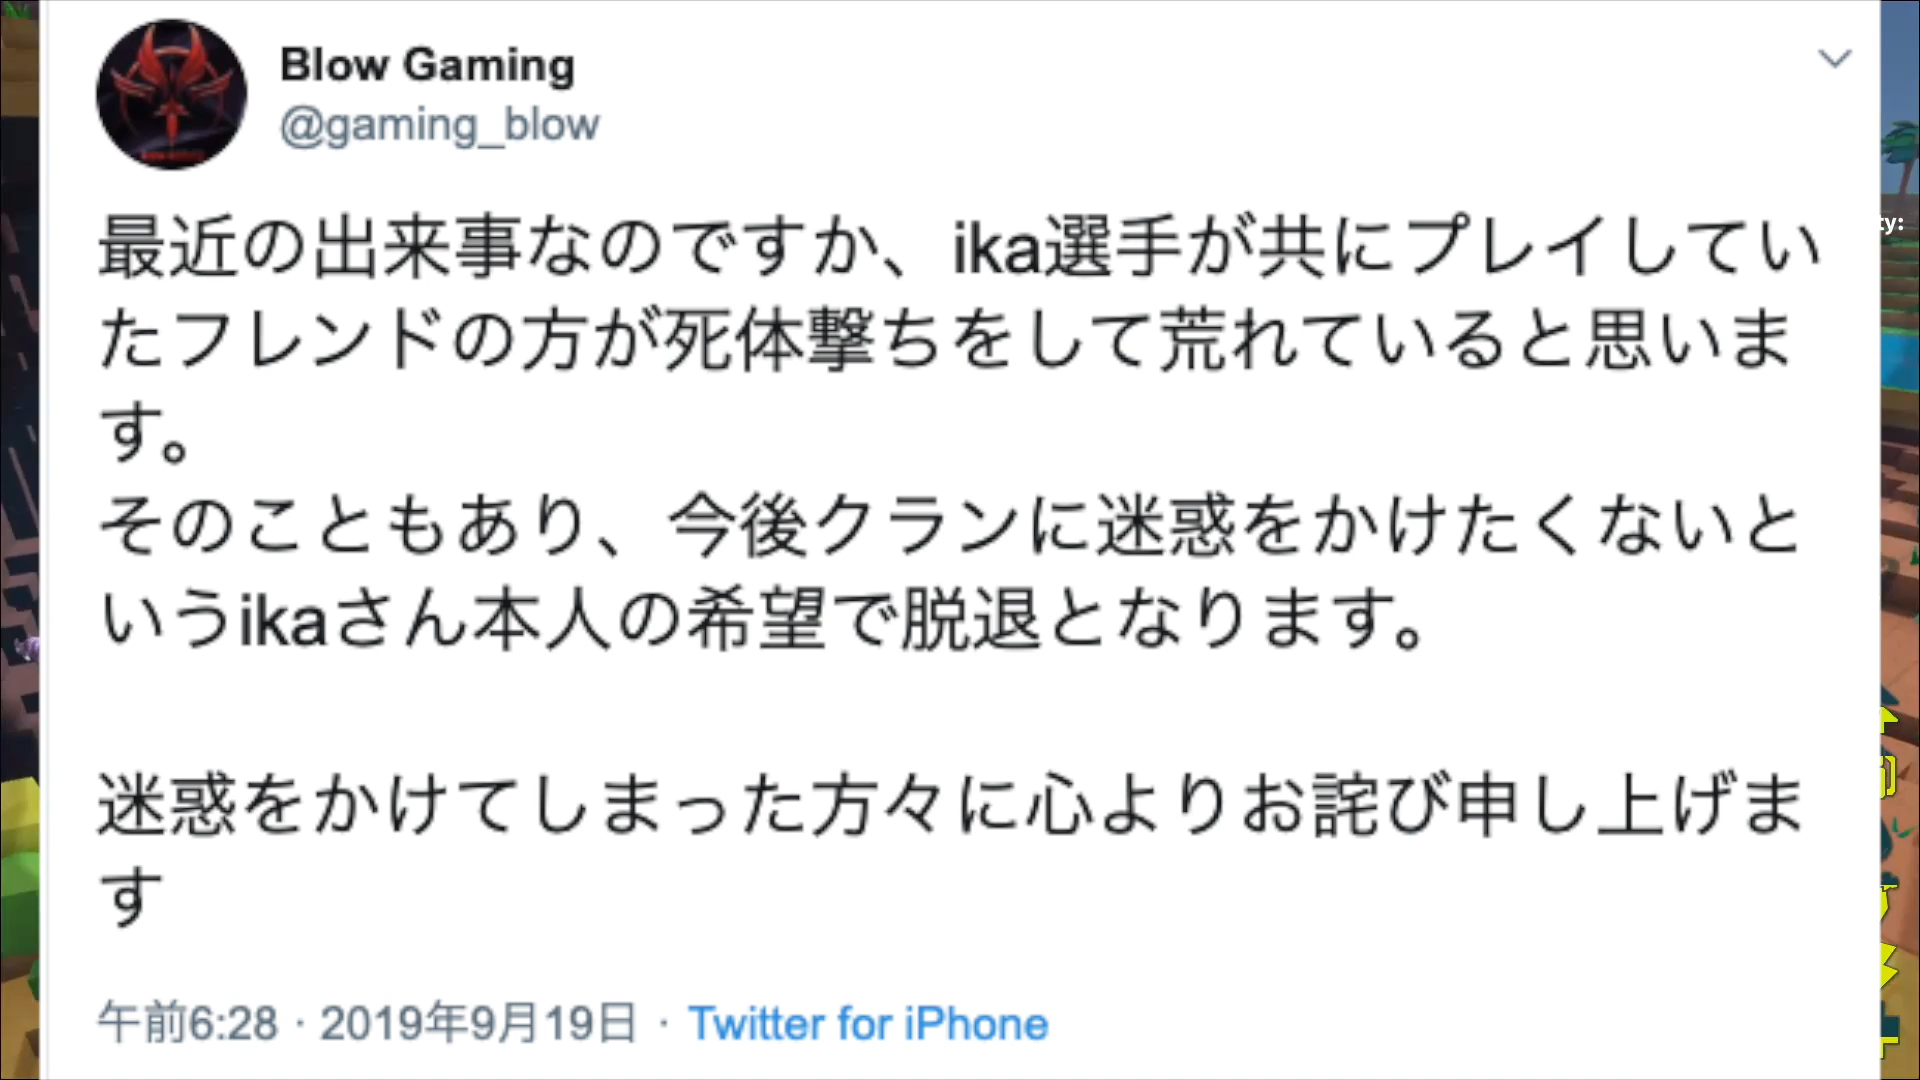 Blow Gaming
@gaming_blow
最近の出来事なのですか、ika選手が共にプレイしてい
たフレンドの方が死体撃ちをして荒れていると思いま
す。
そのこともあり、今後クランに迷惑をかけたくないと
いうikaさん本人の希望で脱退となります。
迷惑をかけてしまった方々に心よりお詫び申し上げま
す
午前6:28 · 2019年9月19日 · Twitter for iPhone
ty: